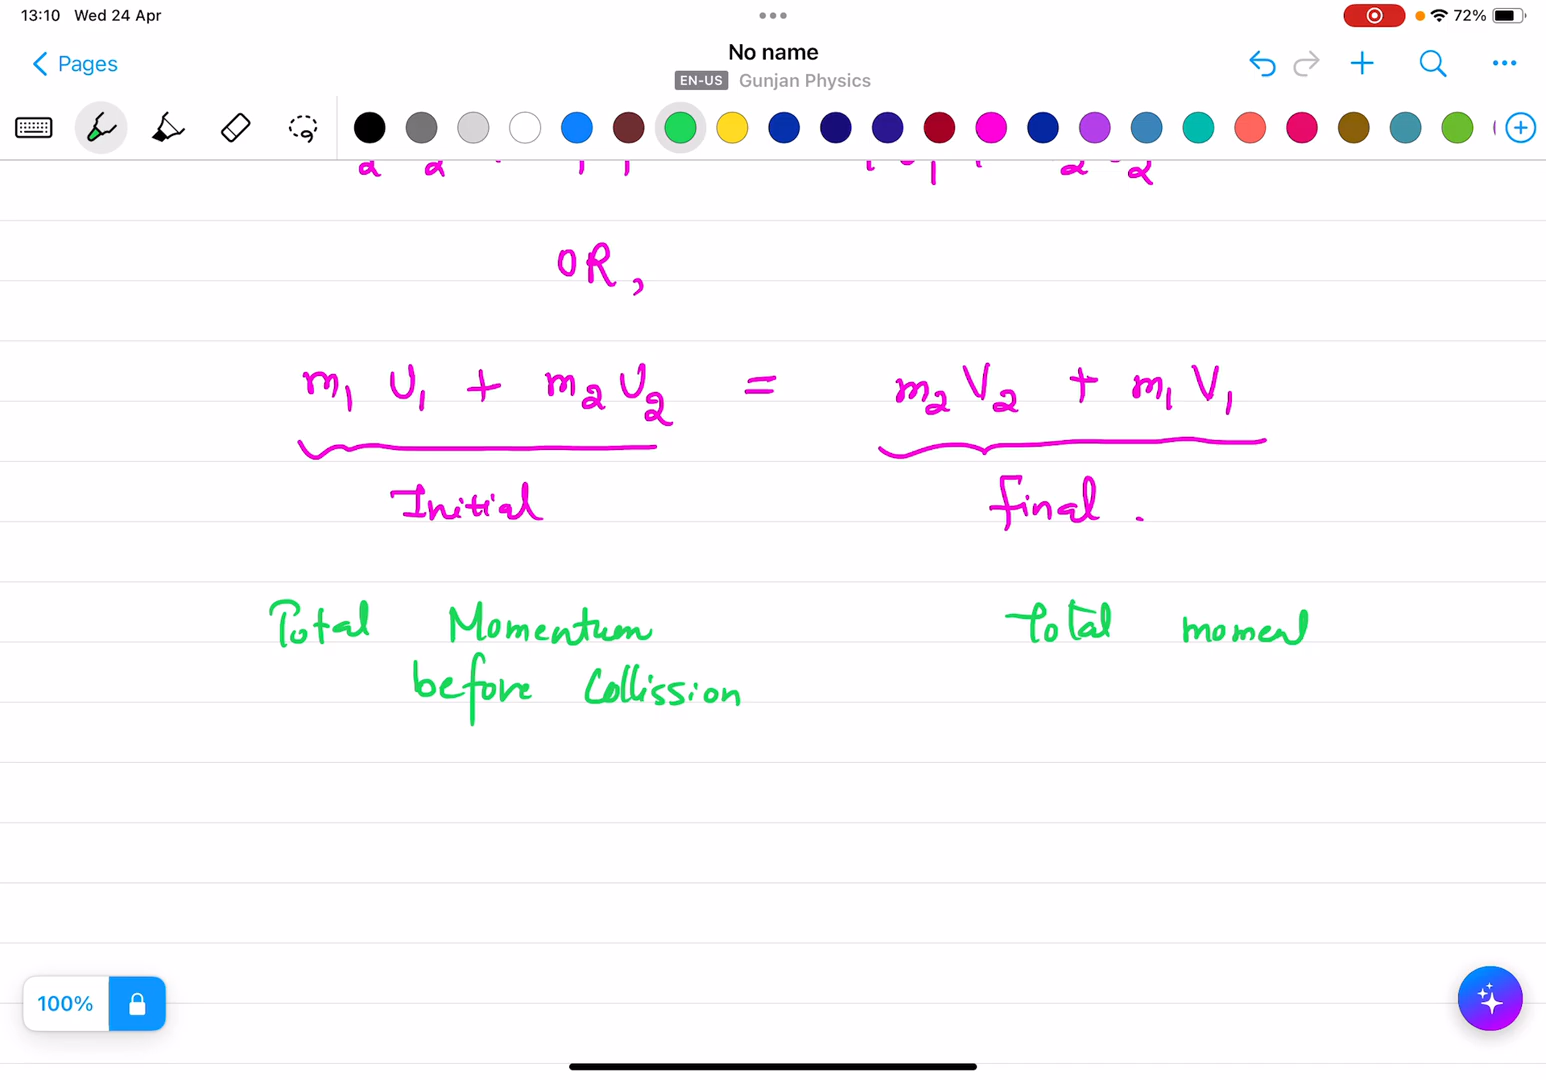 13:10 Wed 24 Apr
72%
No name
Pages
EN-US Gunjan Physics
OR,
m₁ U₁ + m₂ U₂ = m₂ V₂ + m₁ V₁
Initial final.
Total Momentum Total momen
before Collission
100%